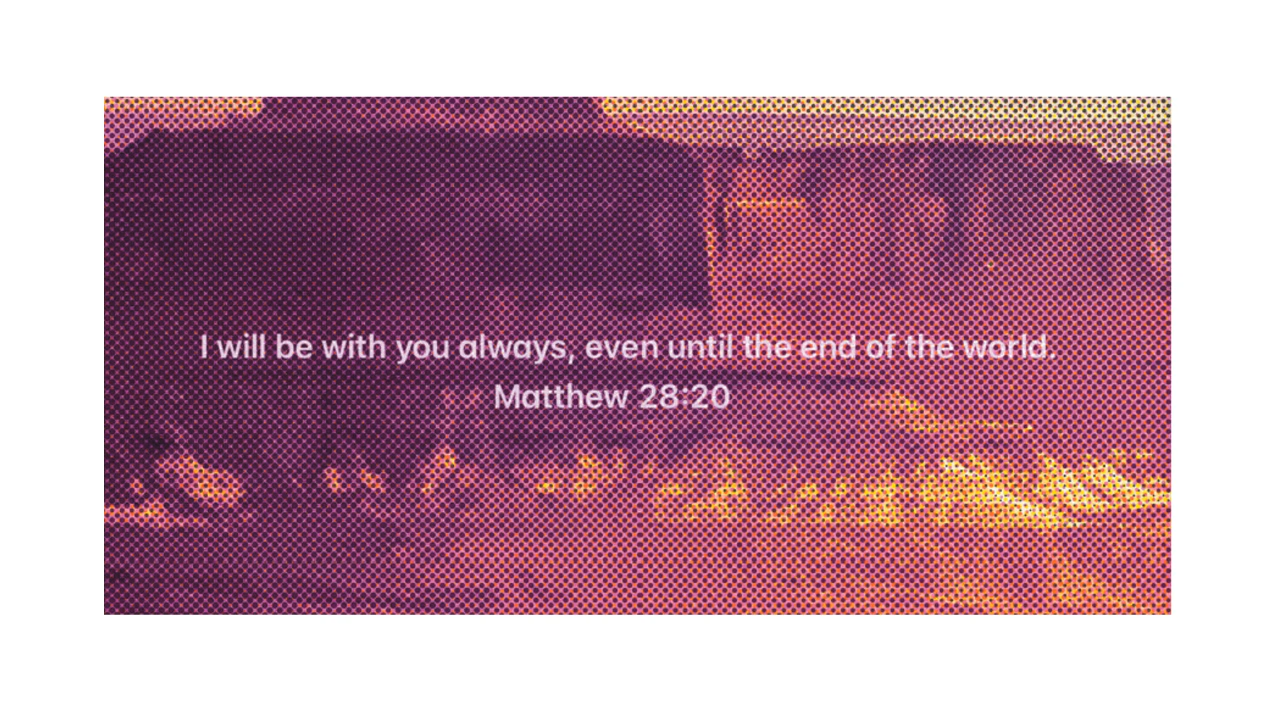 I will be with you always, even until the end of the world.
Matthew 28:20